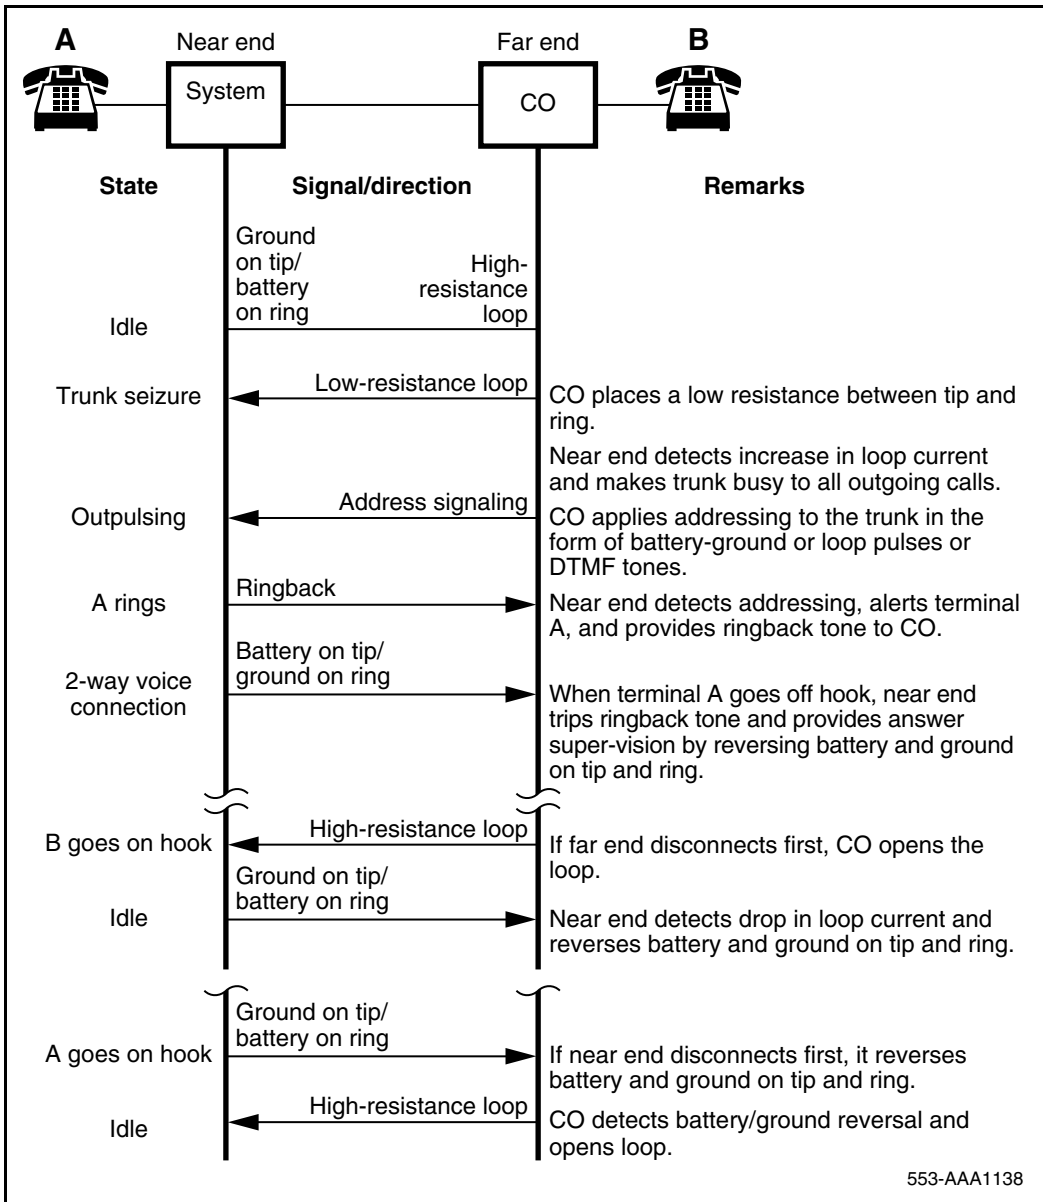 A
Near end
Far end
B
System
CO
State
Signal/direction
Remarks
Ground
on tip/
battery
on ring
High-
resistance
loop
Idle
Trunk seizure
Low-resistance loop
CO places a low resistance between tip and
ring.
Near end detects increase in loop current
and makes trunk busy to all outgoing calls.
Outpulsing
Address signaling
CO applies addressing to the trunk in the
form of battery-ground or loop pulses or
DTMF tones.
A rings
Ringback
Near end detects addressing, alerts terminal
A, and provides ringback tone to CO.
2-way voice
connection
Battery on tip/
ground on ring
When terminal A goes off hook, near end
trips ringback tone and provides answer
super-vision by reversing battery and ground
on tip and ring.
B goes on hook
High-resistance loop
If far end disconnects first, CO opens the
loop.
Idle
Ground on tip/
battery on ring
Near end detects drop in loop current and
reverses battery and ground on tip and ring.
A goes on hook
Ground on tip/
battery on ring
If near end disconnects first, it reverses
battery and ground on tip and ring.
Idle
High-resistance loop
CO detects battery/ground reversal and
opens loop.
553-AAA1138